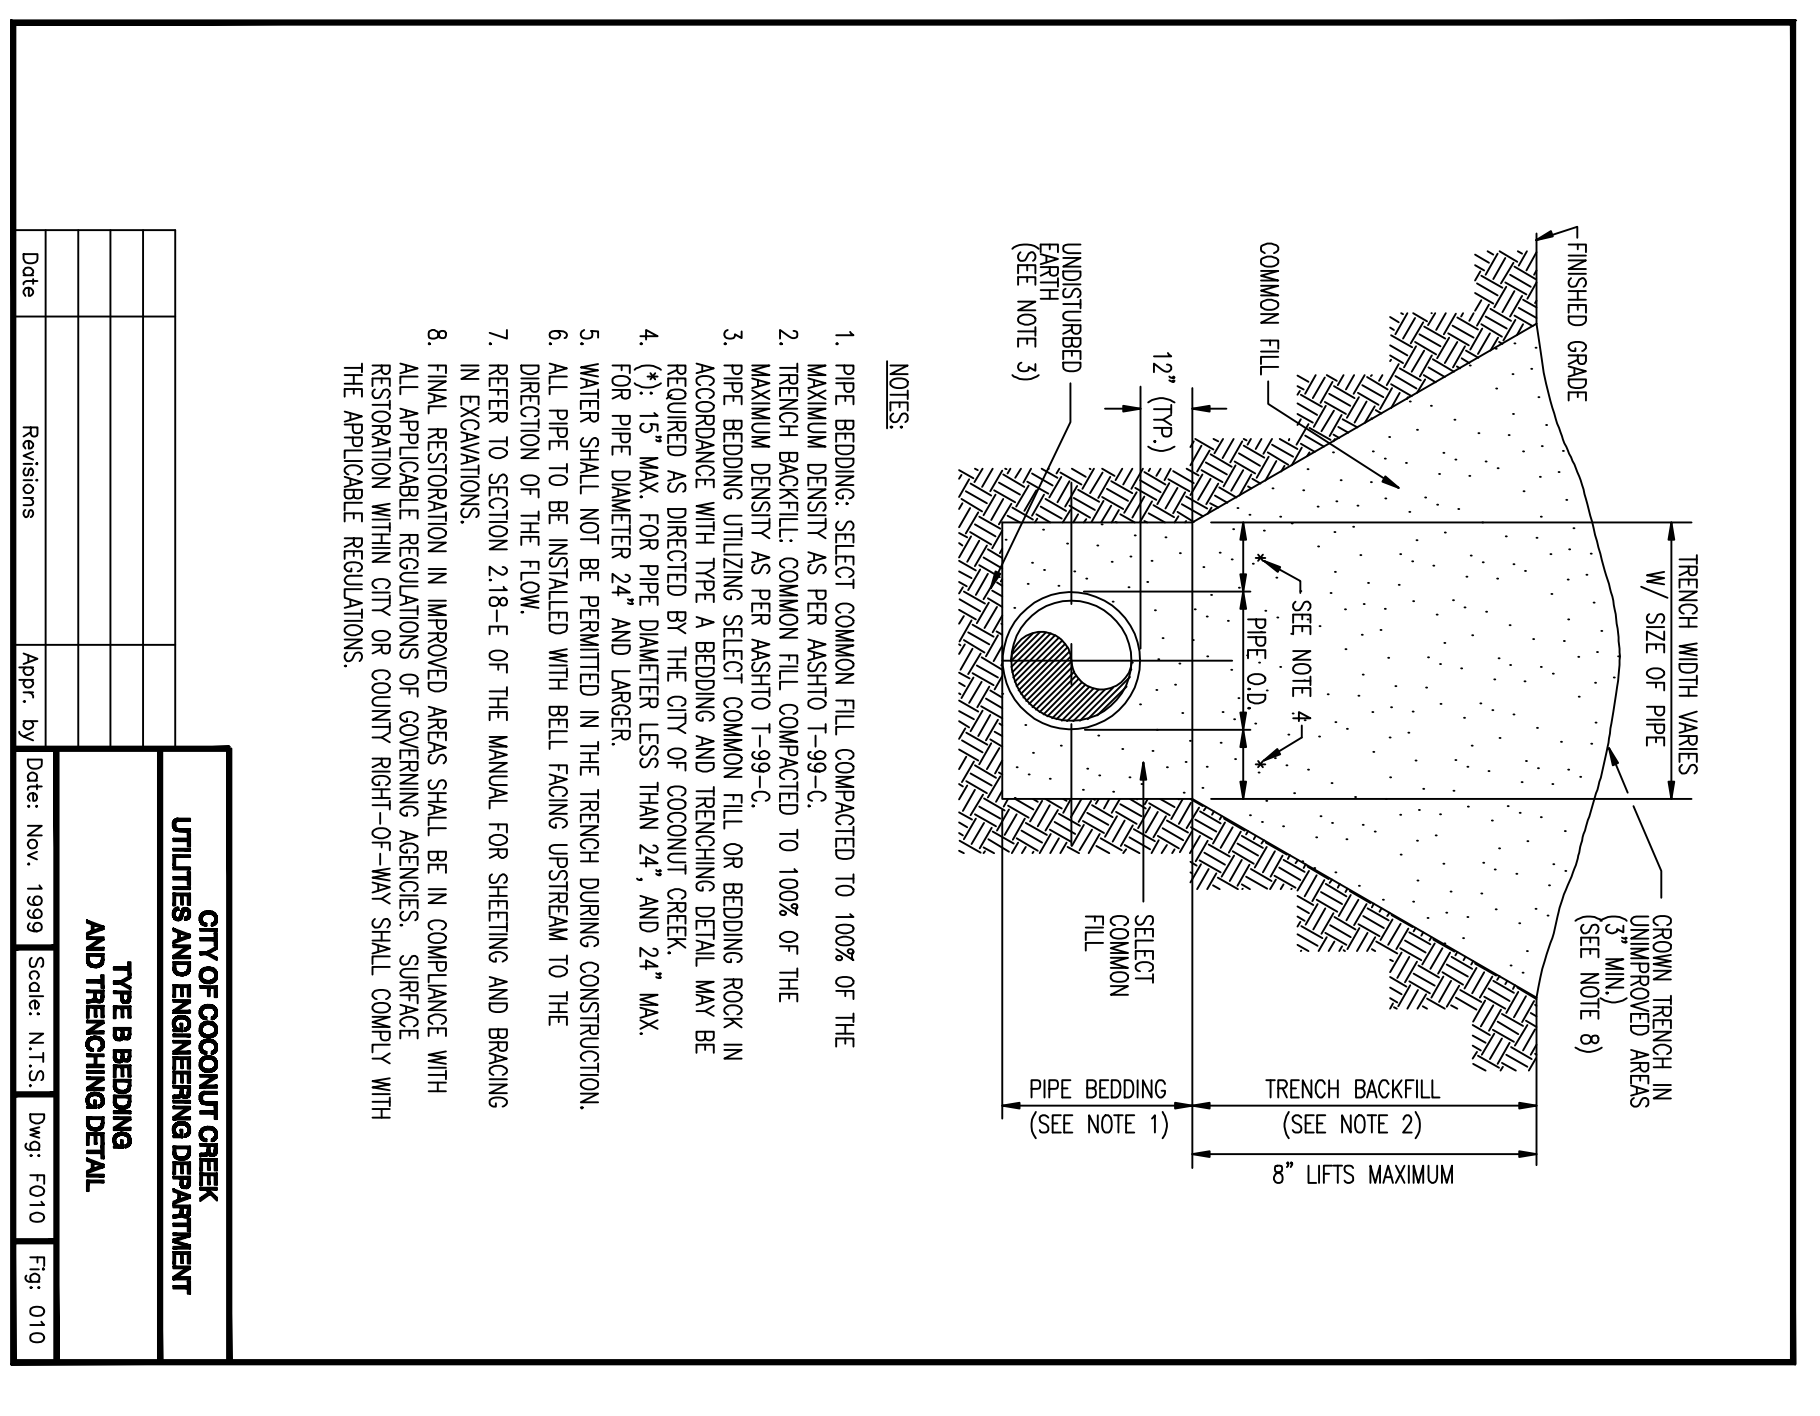 FINISHED GRADE
COMMON FILL
12" (TYP.)
UNDISTURBED
EARTH
(SEE NOTE 3)
TRENCH WIDTH VARIES
W/ SIZE OF PIPE
* SEE NOTE 4 *
PIPE O.D.
CROWN TRENCH IN
UNIMPROVED AREAS
(3" MIN.)
(SEE NOTE 8)
SELECT
COMMON
FILL
TRENCH BACKFILL
(SEE NOTE 2)
8" LIFTS MAXIMUM
PIPE BEDDING
(SEE NOTE 1)
NOTES:
1. PIPE BEDDING: SELECT COMMON FILL COMPACTED TO 100% OF THE
MAXIMUM DENSITY AS PER AASHTO T-99-C.
2. TRENCH BACKFILL: COMMON FILL COMPACTED TO 100% OF THE
MAXIMUM DENSITY AS PER AASHTO T-99-C.
3. PIPE BEDDING UTILIZING SELECT COMMON FILL OR BEDDING ROCK IN
ACCORDANCE WITH TYPE A BEDDING AND TRENCHING DETAIL MAY BE
REQUIRED AS DIRECTED BY THE CITY OF COCONUT CREEK.
4. (*): 15" MAX. FOR PIPE DIAMETER LESS THAN 24", AND 24" MAX.
FOR PIPE DIAMETER 24" AND LARGER.
5. WATER SHALL NOT BE PERMITTED IN THE TRENCH DURING CONSTRUCTION.
6. ALL PIPE TO BE INSTALLED WITH BELL FACING UPSTREAM TO THE
DIRECTION OF THE FLOW.
7. REFER TO SECTION 2.18-E OF THE MANUAL FOR SHEETING AND BRACING
IN EXCAVATIONS.
8. FINAL RESTORATION IN IMPROVED AREAS SHALL BE IN COMPLIANCE WITH
ALL APPLICABLE REGULATIONS OF GOVERNING AGENCIES. SURFACE
RESTORATION WITHIN CITY OR COUNTY RIGHT-OF-WAY SHALL COMPLY WITH
THE APPLICABLE REGULATIONS.
Date Revisions Appr. by
CITY OF COCONUT CREEK
UTILITIES AND ENGINEERING DEPARTMENT
TYPE B BEDDING
AND TRENCHING DETAIL
Date: Nov. 1999 Scale: N.T.S. Dwg: F010 Fig: 010